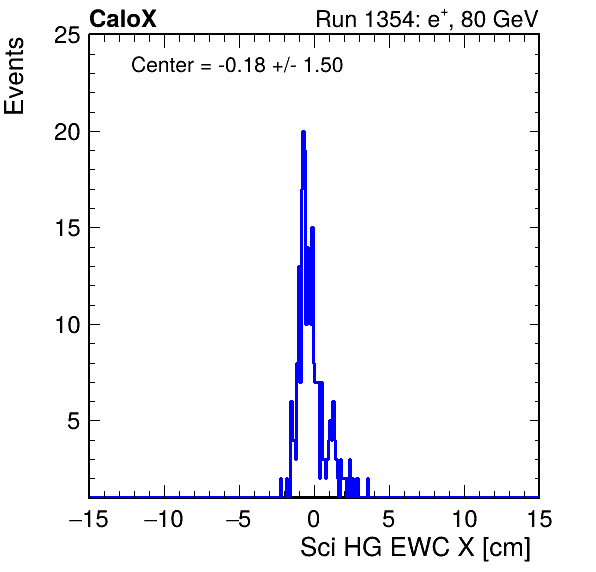 CaloX Run 1354: e⁺, 80 GeV
Events
Center = -0.18 +/- 1.50
25
20
15
10
5
−15 −10 −5 0 5 10 15
Sci HG EWC X [cm]